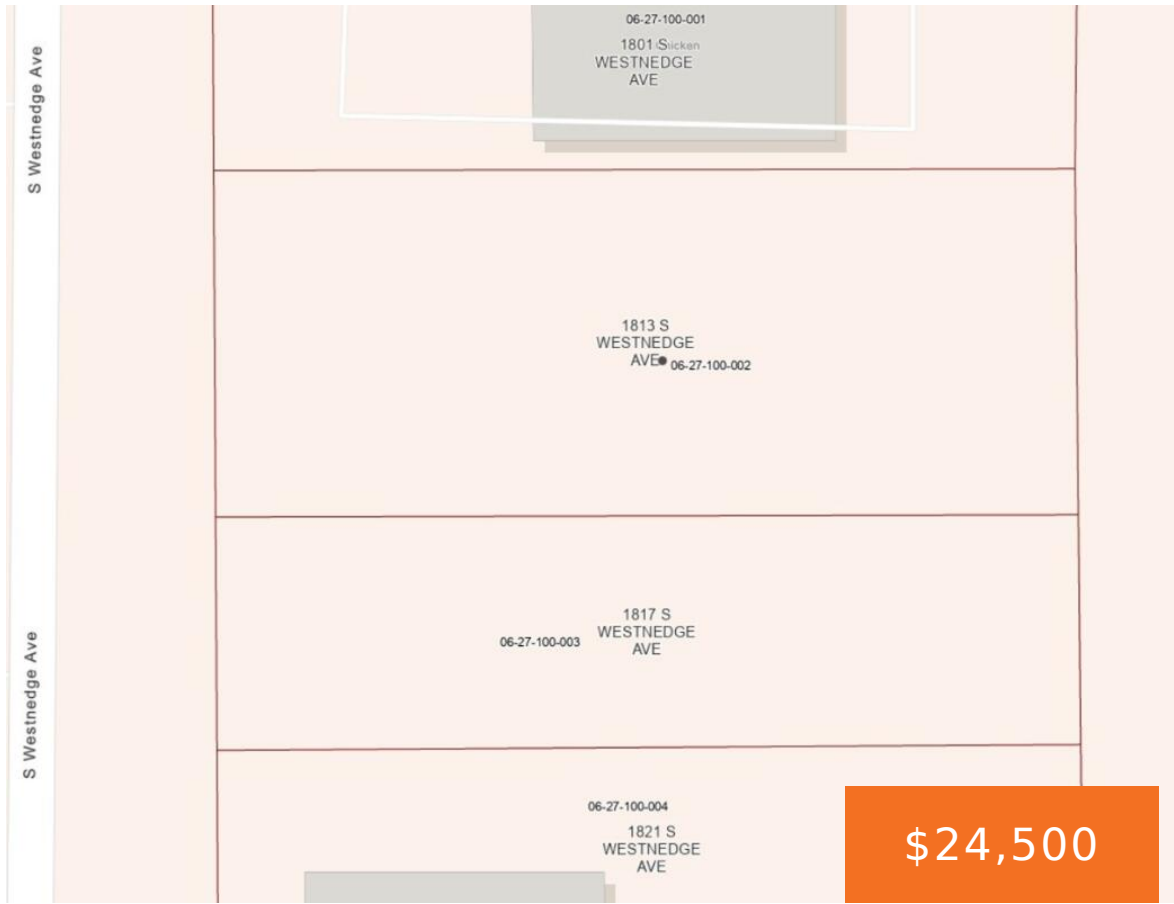 06-27-100-001
1801 S
WESTNEDGE
AVE
S Westnedge Ave
1813 S
WESTNEDGE
AVE
06-27-100-002
1817 S
WESTNEDGE
AVE
06-27-100-003
S Westnedge Ave
06-27-100-004
1821 S
WESTNEDGE
AVE
$24,500